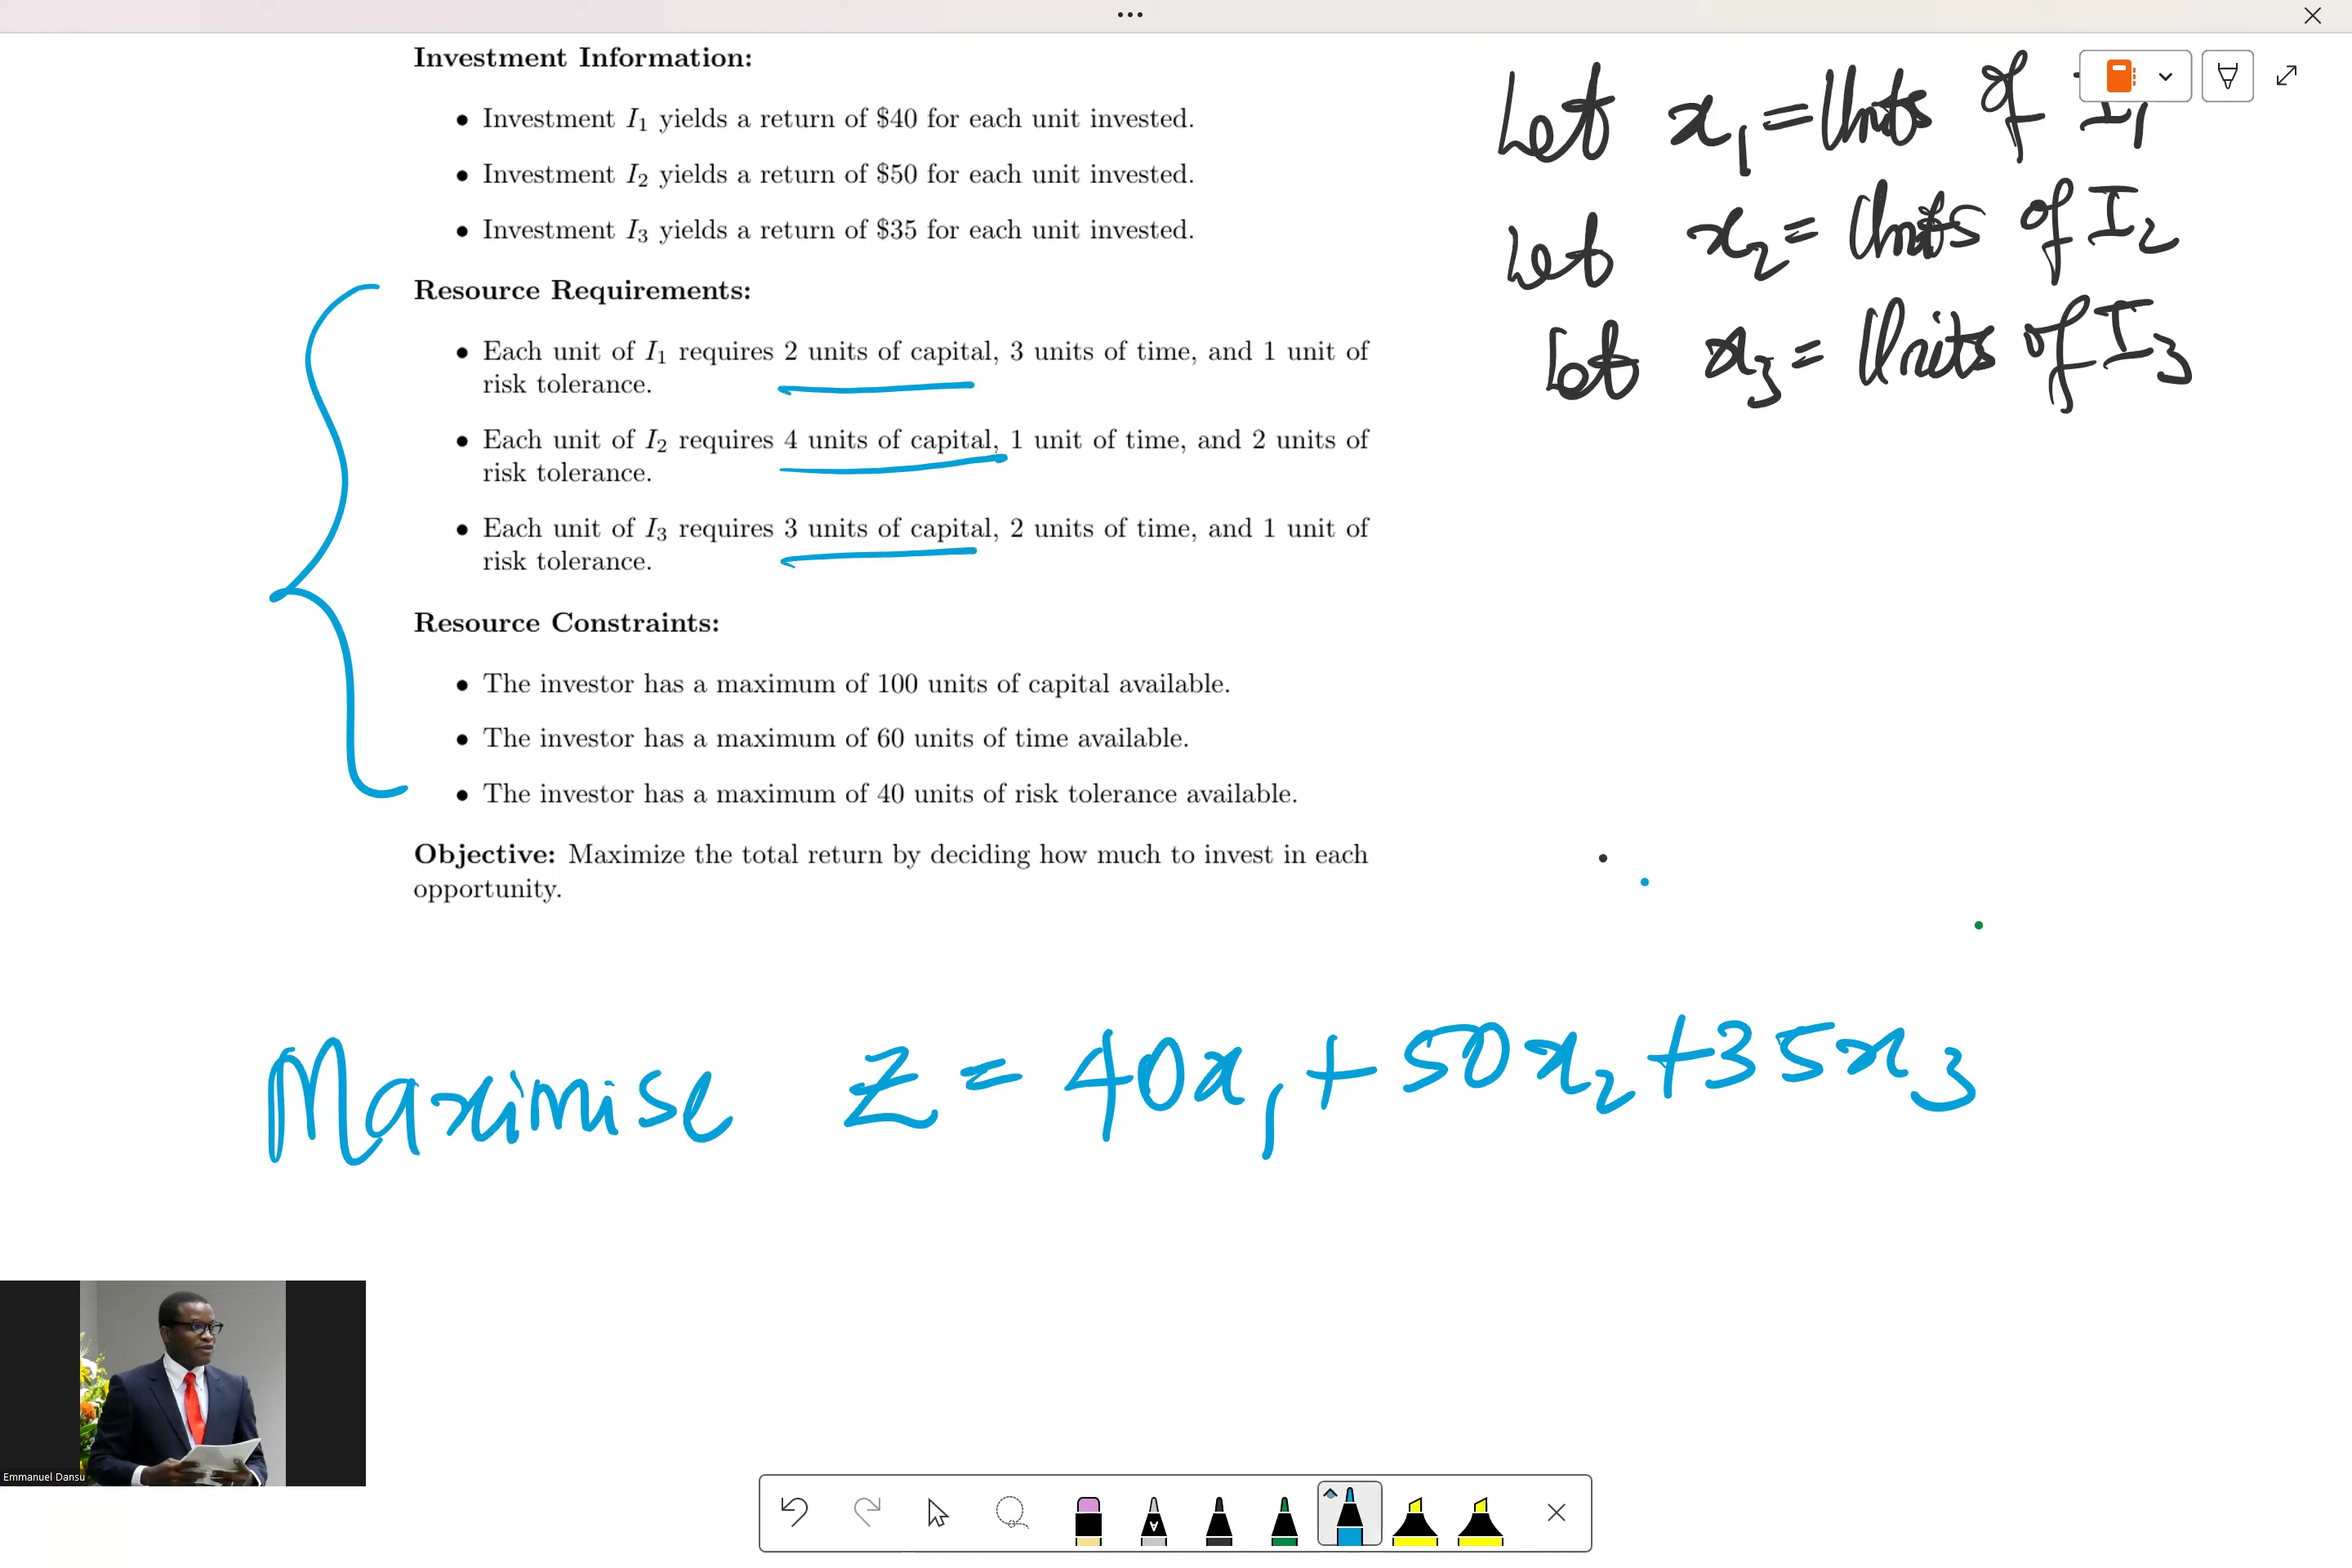 Investment Information:
• Investment I₁ yields a return of $40 for each unit invested.
• Investment I₂ yields a return of $50 for each unit invested.
• Investment I₃ yields a return of $35 for each unit invested.
Resource Requirements:
• Each unit of I₁ requires 2 units of capital, 3 units of time, and 1 unit of
risk tolerance.
• Each unit of I₂ requires 4 units of capital, 1 unit of time, and 2 units of
risk tolerance.
• Each unit of I₃ requires 3 units of capital, 2 units of time, and 1 unit of
risk tolerance.
Resource Constraints:
• The investor has a maximum of 100 units of capital available.
• The investor has a maximum of 60 units of time available.
• The investor has a maximum of 40 units of risk tolerance available.
Objective: Maximize the total return by deciding how much to invest in each
opportunity.
Let x₁ = Units of I₁
Let x₂ = Units of I₂
Let x₃ = Units of I₃
Maximise Z = 40x₁ + 50x₂ + 35x₃
Emmanuel Dansu